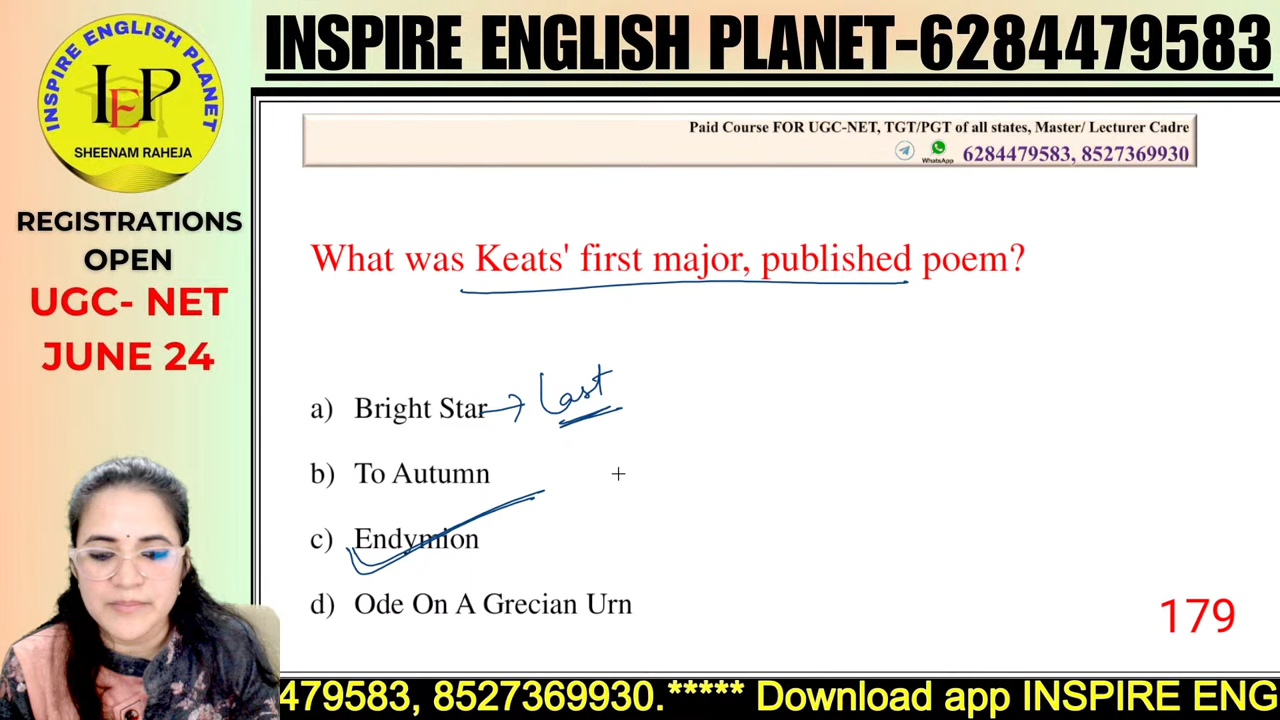 INSPIRE ENGLISH PLANET-6284479583
INSPIRE ENGLISH PLANET
IEP
SHEENAM RAHEJA
Paid Course FOR UGC-NET, TGT/PGT of all states, Master/ Lecturer Cadre
WhatsApp 6284479583, 8527369930
REGISTRATIONS
OPEN
UGC- NET
JUNE 24
What was Keats' first major, published poem?
a) Bright Star → Last
b) To Autumn
c) Endymion
d) Ode On A Grecian Urn
179
479583, 8527369930.***** Download app INSPIRE ENG